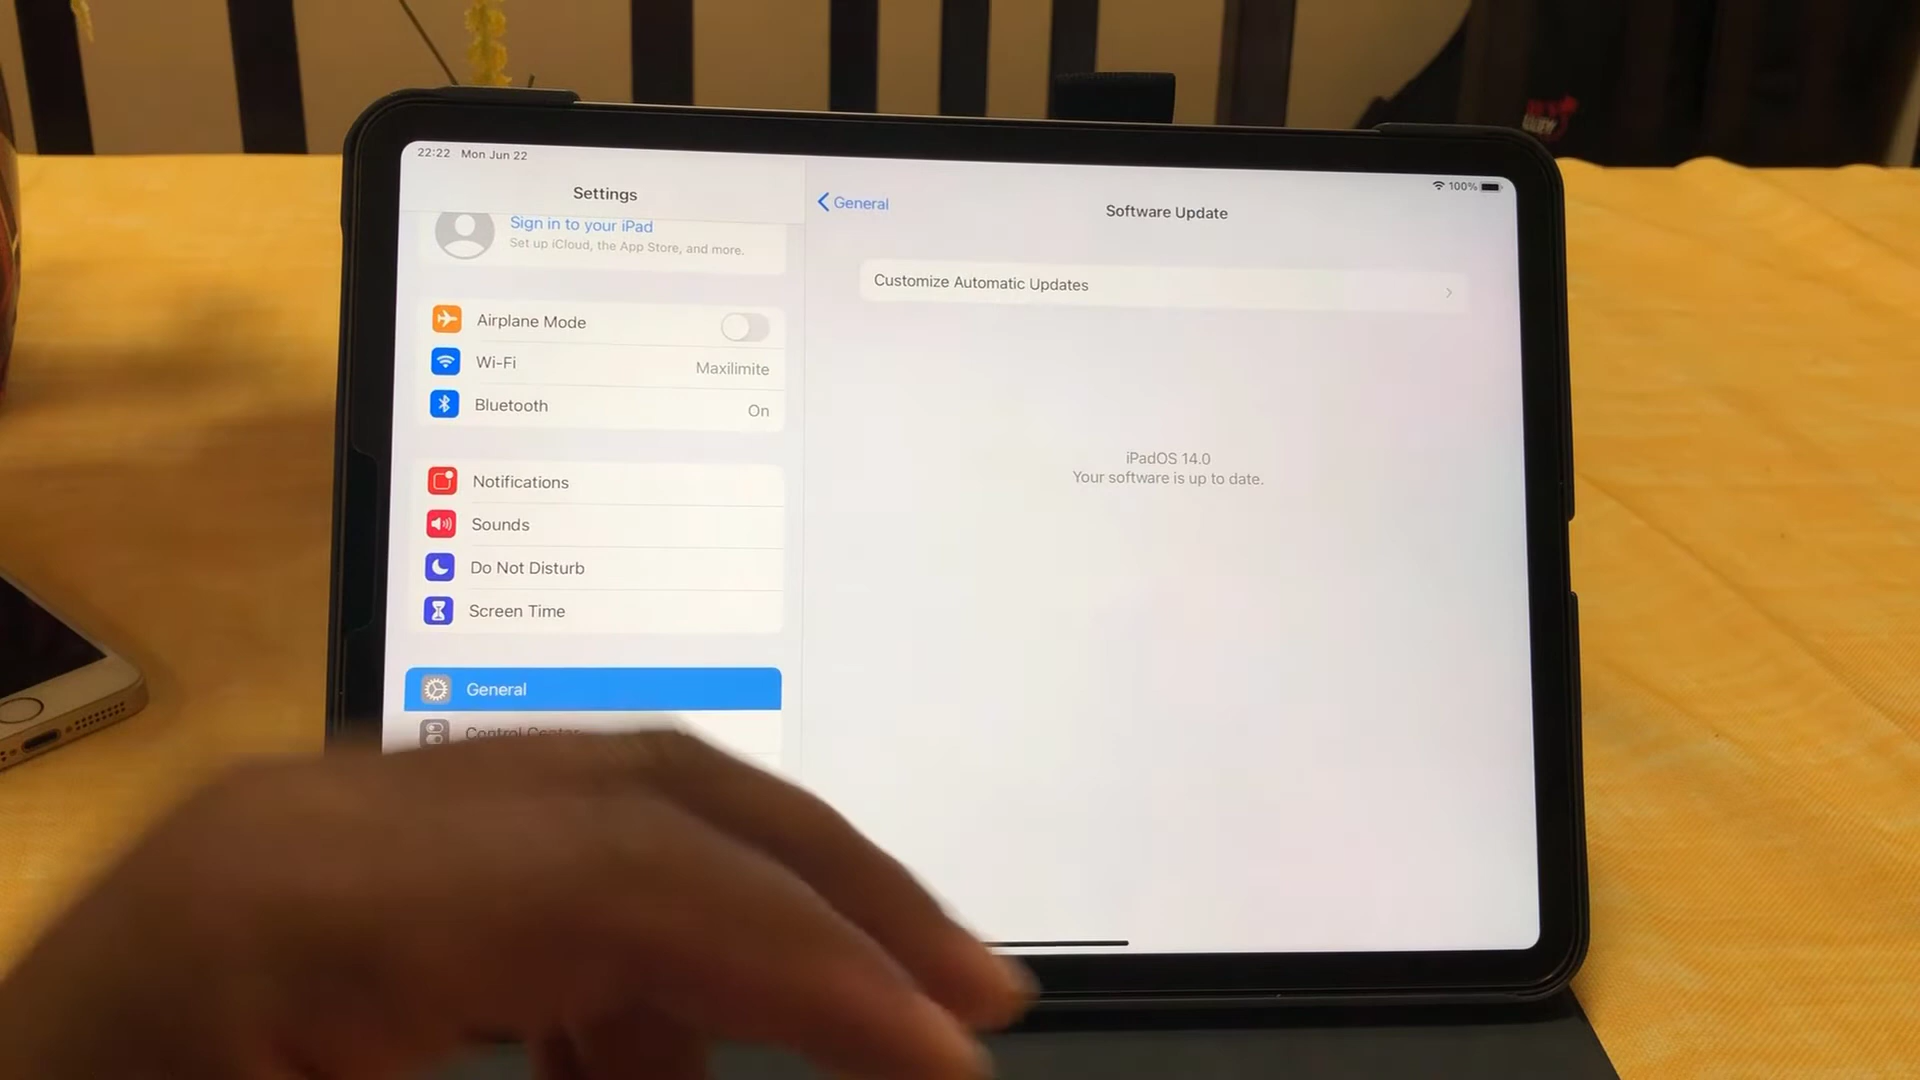 22:22 Mon Jun 22
100%
Settings
Sign in to your iPad
Set up iCloud, the App Store, and more.
Airplane Mode
Wi-Fi
Maxilimite
Bluetooth
On
Notifications
Sounds
Do Not Disturb
Screen Time
General
Control Center
General
Software Update
Customize Automatic Updates
iPadOS 14.0
Your software is up to date.